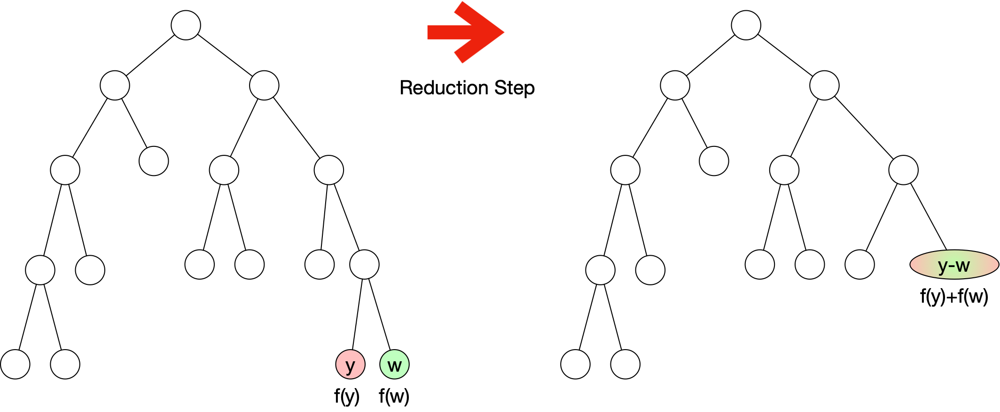 Reduction Step
y-w
f(y)+f(w)
y w
f(y) f(w)